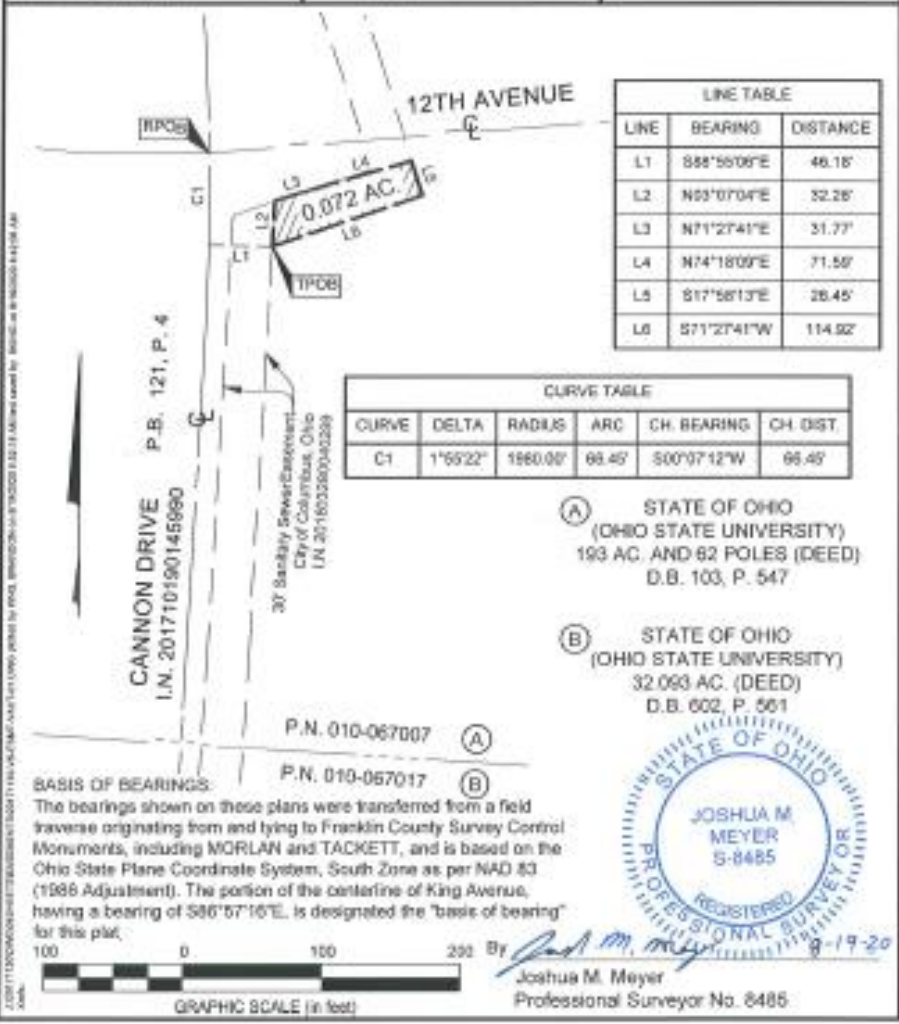 12TH AVENUE
C L
RPOB
C1
L3
L4
L5
L2
0.072 AC.
L6
L1
TPOB
LINE TABLE
LINE BEARING DISTANCE
L1 S88°55'06"E 46.18'
L2 N03°07'04"E 32.28'
L3 N71°27'41"E 31.77'
L4 N74°18'09"E 71.59'
L5 S17°58'13"E 28.45'
L6 S71°27'41"W 114.92'
CURVE TABLE
CURVE DELTA RADIUS ARC CH. BEARING CH. DIST.
C1 1°55'22" 1980.00' 66.45' S00°07'12"W 66.45'
P.B. 121, P. 4
C L
CANNON DRIVE
I.N. 201710190145990
30' Sanitary Sewer Easement
City of Columbus, Ohio
I.N.
A
STATE OF OHIO
(OHIO STATE UNIVERSITY)
193 AC. AND 62 POLES (DEED)
D.B. 103, P. 547
B
STATE OF OHIO
(OHIO STATE UNIVERSITY)
32.093 AC. (DEED)
D.B. 602, P. 561
P.N. 010-067007 A
P.N. 010-067017 B
BASIS OF BEARINGS:
The bearings shown on these plans were transferred from a field
traverse originating from and tying to Franklin County Survey Control
Monuments, including MORLAN and TACKETT, and is based on the
Ohio State Plane Coordinate System, South Zone as per NAD 83
(1986 Adjustment). The portion of the centerline of King Avenue,
having a bearing of S86°57'16"E, is designated the "basis of bearing"
for this plat.
STATE OF OHIO
JOSHUA M.
MEYER
S-8485
REGISTERED
PROFESSIONAL SURVEYOR
100 0 100 200
GRAPHIC SCALE (in feet)
By 8-19-20
Joshua M. Meyer
Professional Surveyor No. 8485